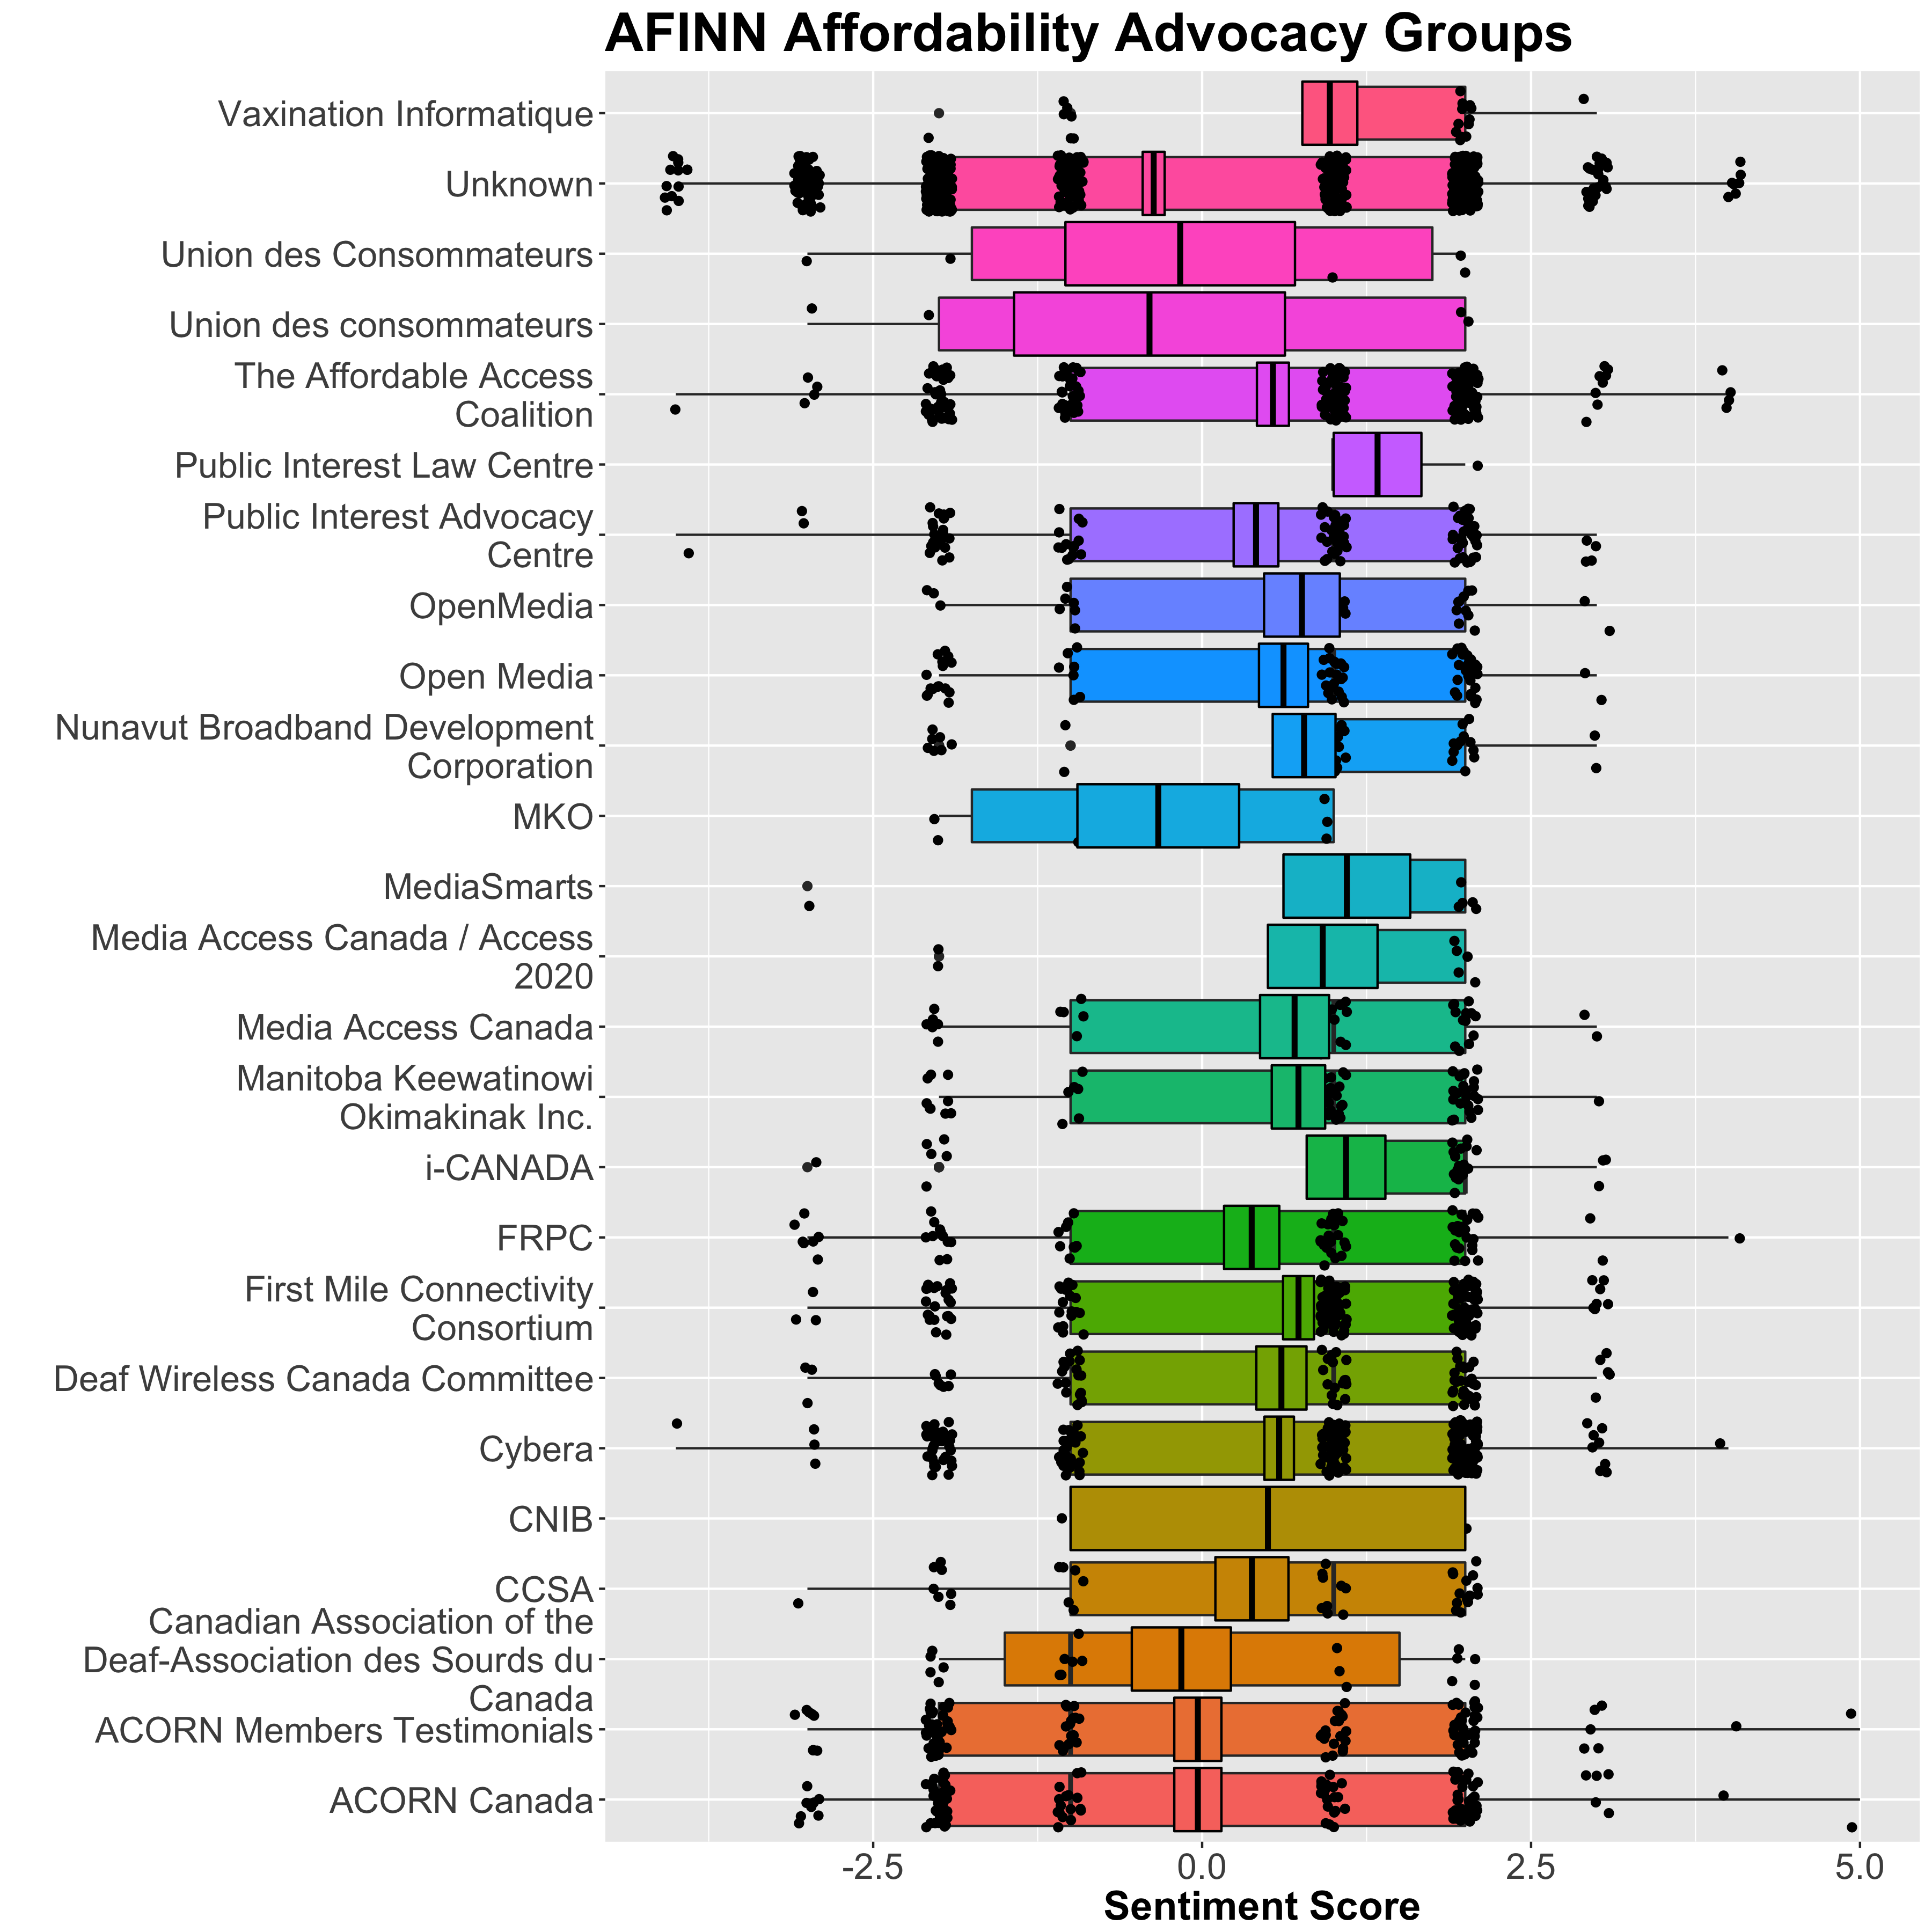 AFINN Affordability Advocacy Groups
Vaxination Informatique
Unknown
Union des Consommateurs
Union des consommateurs
The Affordable Access
Coalition
Public Interest Law Centre
Public Interest Advocacy
Centre
OpenMedia
Open Media
Nunavut Broadband Development
Corporation
MKO
MediaSmarts
Media Access Canada / Access
2020
Media Access Canada
Manitoba Keewatinowi
Okimakinak Inc.
i-CANADA
FRPC
First Mile Connectivity
Consortium
Deaf Wireless Canada Committee
Cybera
CNIB
CCSA
Canadian Association of the
Deaf-Association des Sourds du
Canada
ACORN Members Testimonials
ACORN Canada
-2.5 0.0 2.5 5.0
Sentiment Score